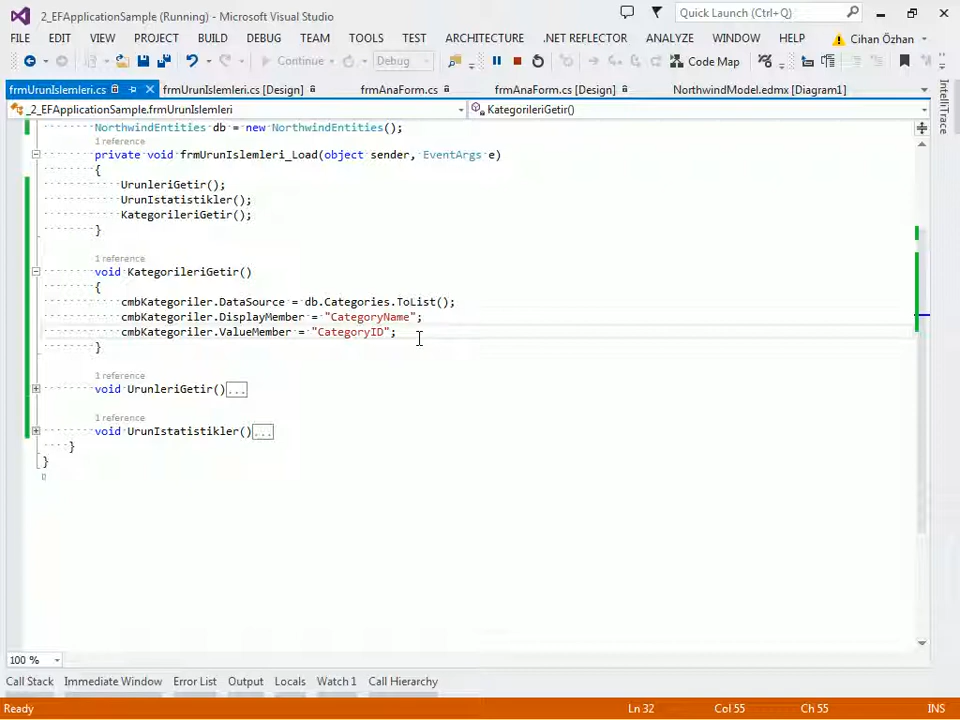 2_EFApplicationSample (Running) - Microsoft Visual Studio
Quick Launch (Ctrl+Q)
FILE EDIT VIEW PROJECT BUILD DEBUG TEAM TOOLS TEST ARCHITECTURE .NET REFLECTOR ANALYZE WINDOW HELP Cihan Özhan
Continue Debug Code Map
frmUrunIslemleri.cs frmUrunIslemleri.cs [Design] frmAnaForm.cs frmAnaForm.cs [Design] NorthwindModel.edmx [Diagram1]
_2_EFApplicationSample.frmUrunIslemleri KategorileriGetir()
IntelliTrace
NorthwindEntities db = new NorthwindEntities();
1 reference
private void frmUrunIslemleri_Load(object sender, EventArgs e)
{
UrunleriGetir();
UrunIstatistikler();
KategorileriGetir();
}
1 reference
void KategorileriGetir()
{
cmbKategoriler.DataSource = db.Categories.ToList();
cmbKategoriler.DisplayMember = "CategoryName";
cmbKategoriler.ValueMember = "CategoryID";
}
1 reference
void UrunleriGetir()...
1 reference
void UrunIstatistikler()...
}
}
100 %
Call Stack Immediate Window Error List Output Locals Watch 1 Call Hierarchy
Ready Ln 32 Col 55 Ch 55 INS